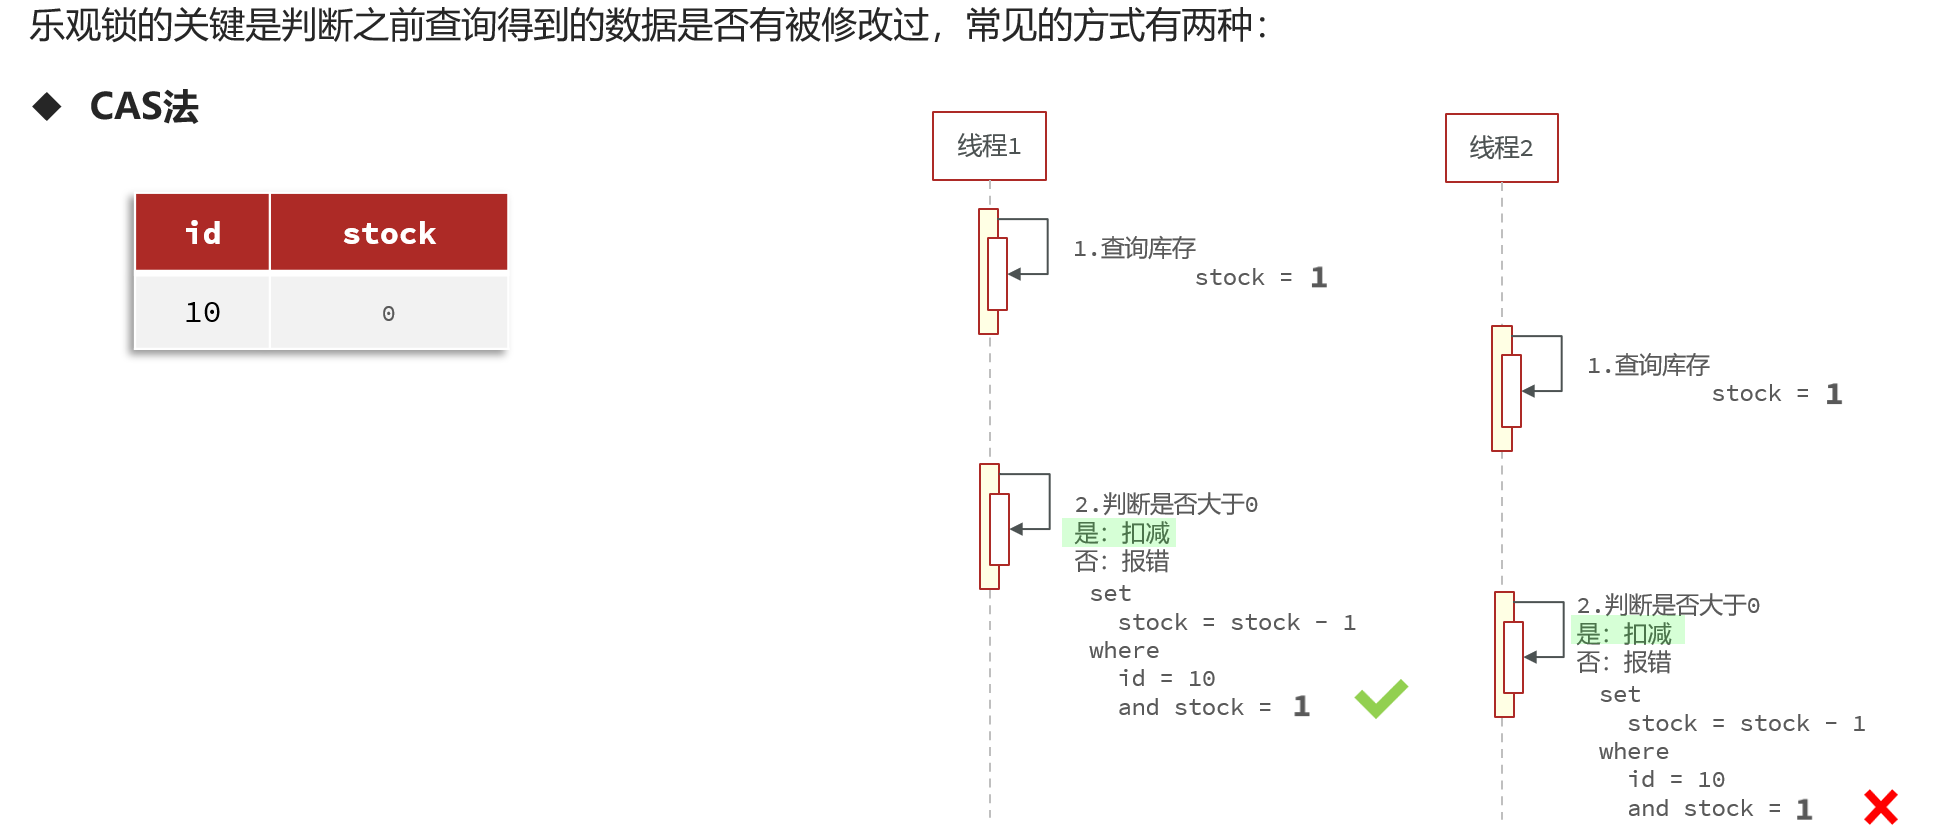 乐观锁的关键是判断之前查询得到的数据是否有被修改过，常见的方式有两种：
CAS法
id stock
10 0
线程1
1.查询库存
stock = 1
2.判断是否大于0
是：扣减
否：报错
set
stock = stock - 1
where
id = 10
and stock = 1
线程2
1.查询库存
stock = 1
2.判断是否大于0
是：扣减
否：报错
set
stock = stock - 1
where
id = 10
and stock = 1